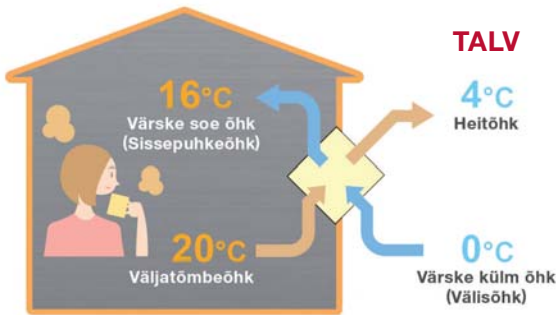 TALV
16°C
Värske soe õhk
(Sissepuhkeõhk)
4°C
Heitõhk
20°C
Väljatõmbeõhk
0°C
Värske külm õhk
(Välisõhk)